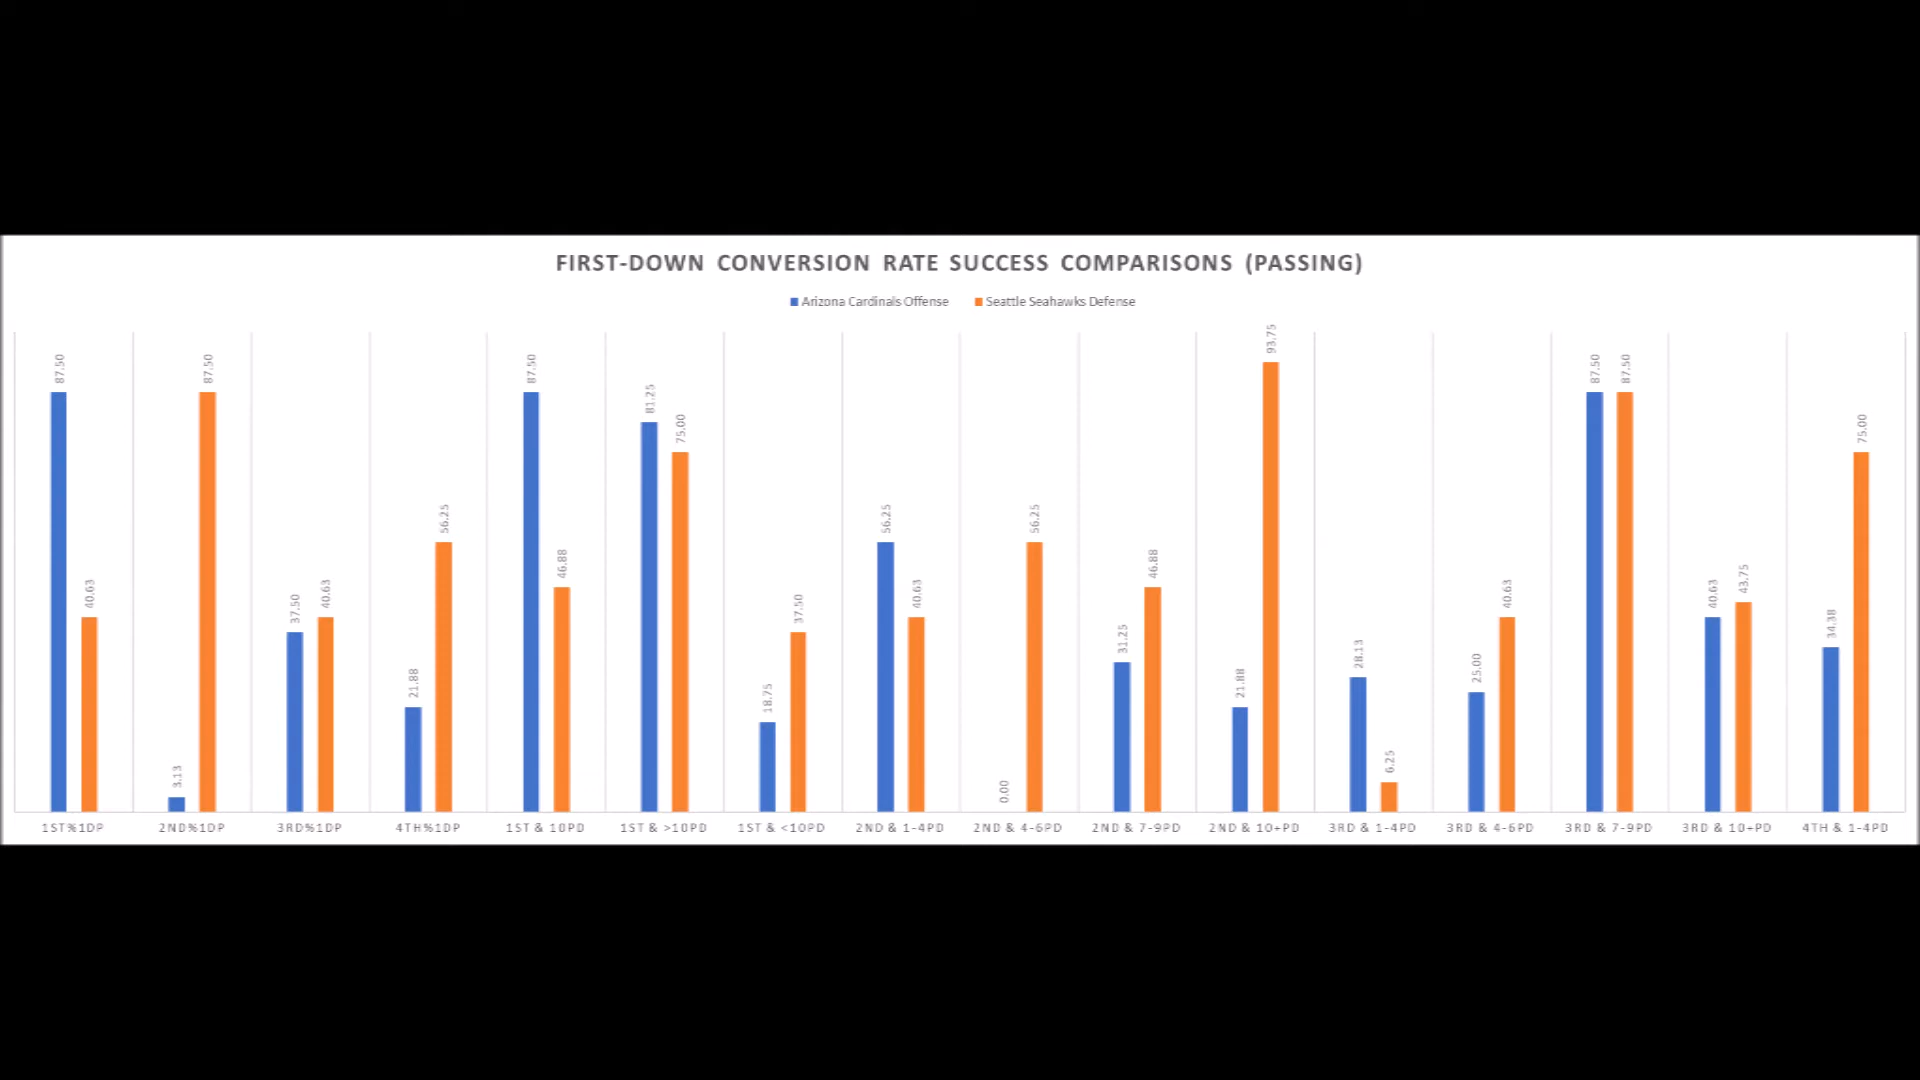 FIRST-DOWN CONVERSION RATE SUCCESS COMPARISONS (PASSING)
Arizona Cardinals Offense Seattle Seahawks Defense
87.50 40.63 3.13 87.50 37.50 40.63 21.88 56.25 87.50 46.88 81.25 75.00 18.75 37.50 56.25 40.63 0.00 56.25 31.25 46.88 21.88 93.75 28.13 6.25 25.00 40.63 87.50 87.50 40.63 43.75 34.38 75.00
1ST%1DP 2ND%1DP 3RD%1DP 4TH%1DP 1ST & 10PD 1ST & >10PD 1ST & <10PD 2ND & 1-4PD 2ND & 4-6PD 2ND & 7-9PD 2ND & 10+PD 3RD & 1-4PD 3RD & 4-6PD 3RD & 7-9PD 3RD & 10+PD 4TH & 1-4PD